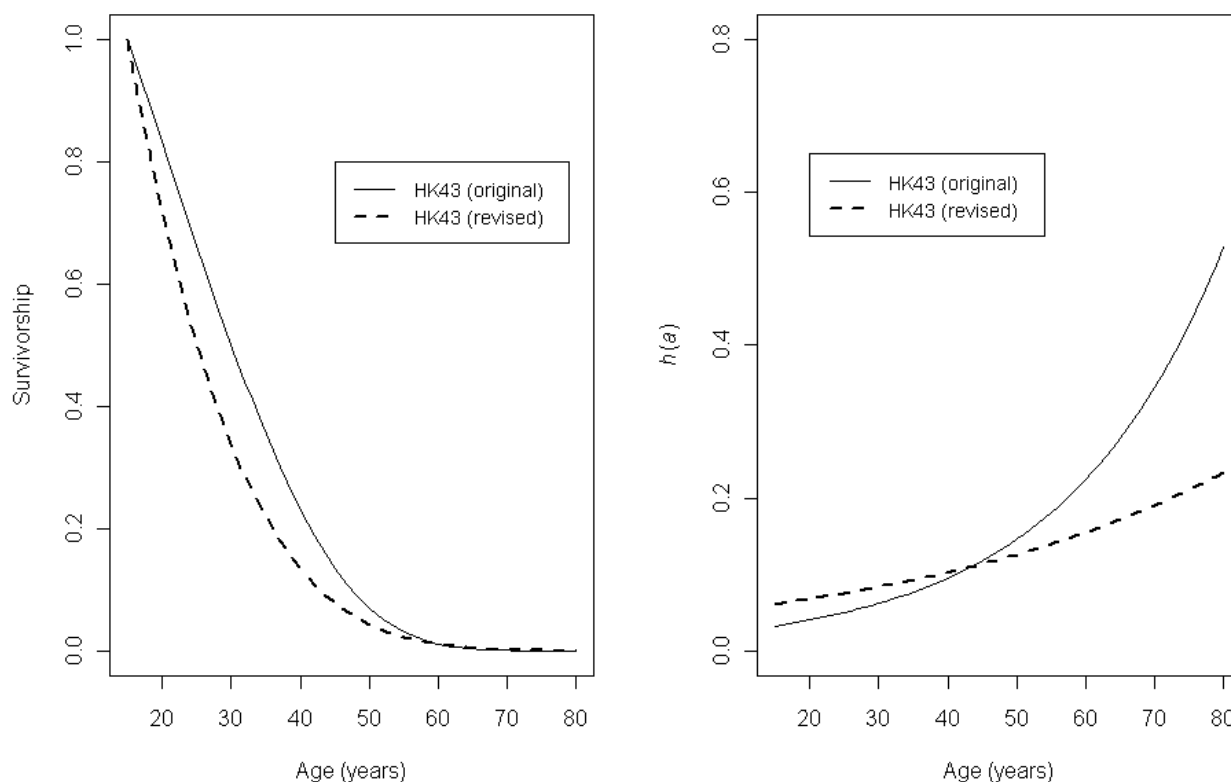 Survivorship
0.0 0.2 0.4 0.6 0.8 1.0
HK43 (original)
HK43 (revised)
20 30 40 50 60 70 80
Age (years)
h(a)
0.0 0.2 0.4 0.6 0.8
HK43 (original)
HK43 (revised)
20 30 40 50 60 70 80
Age (years)